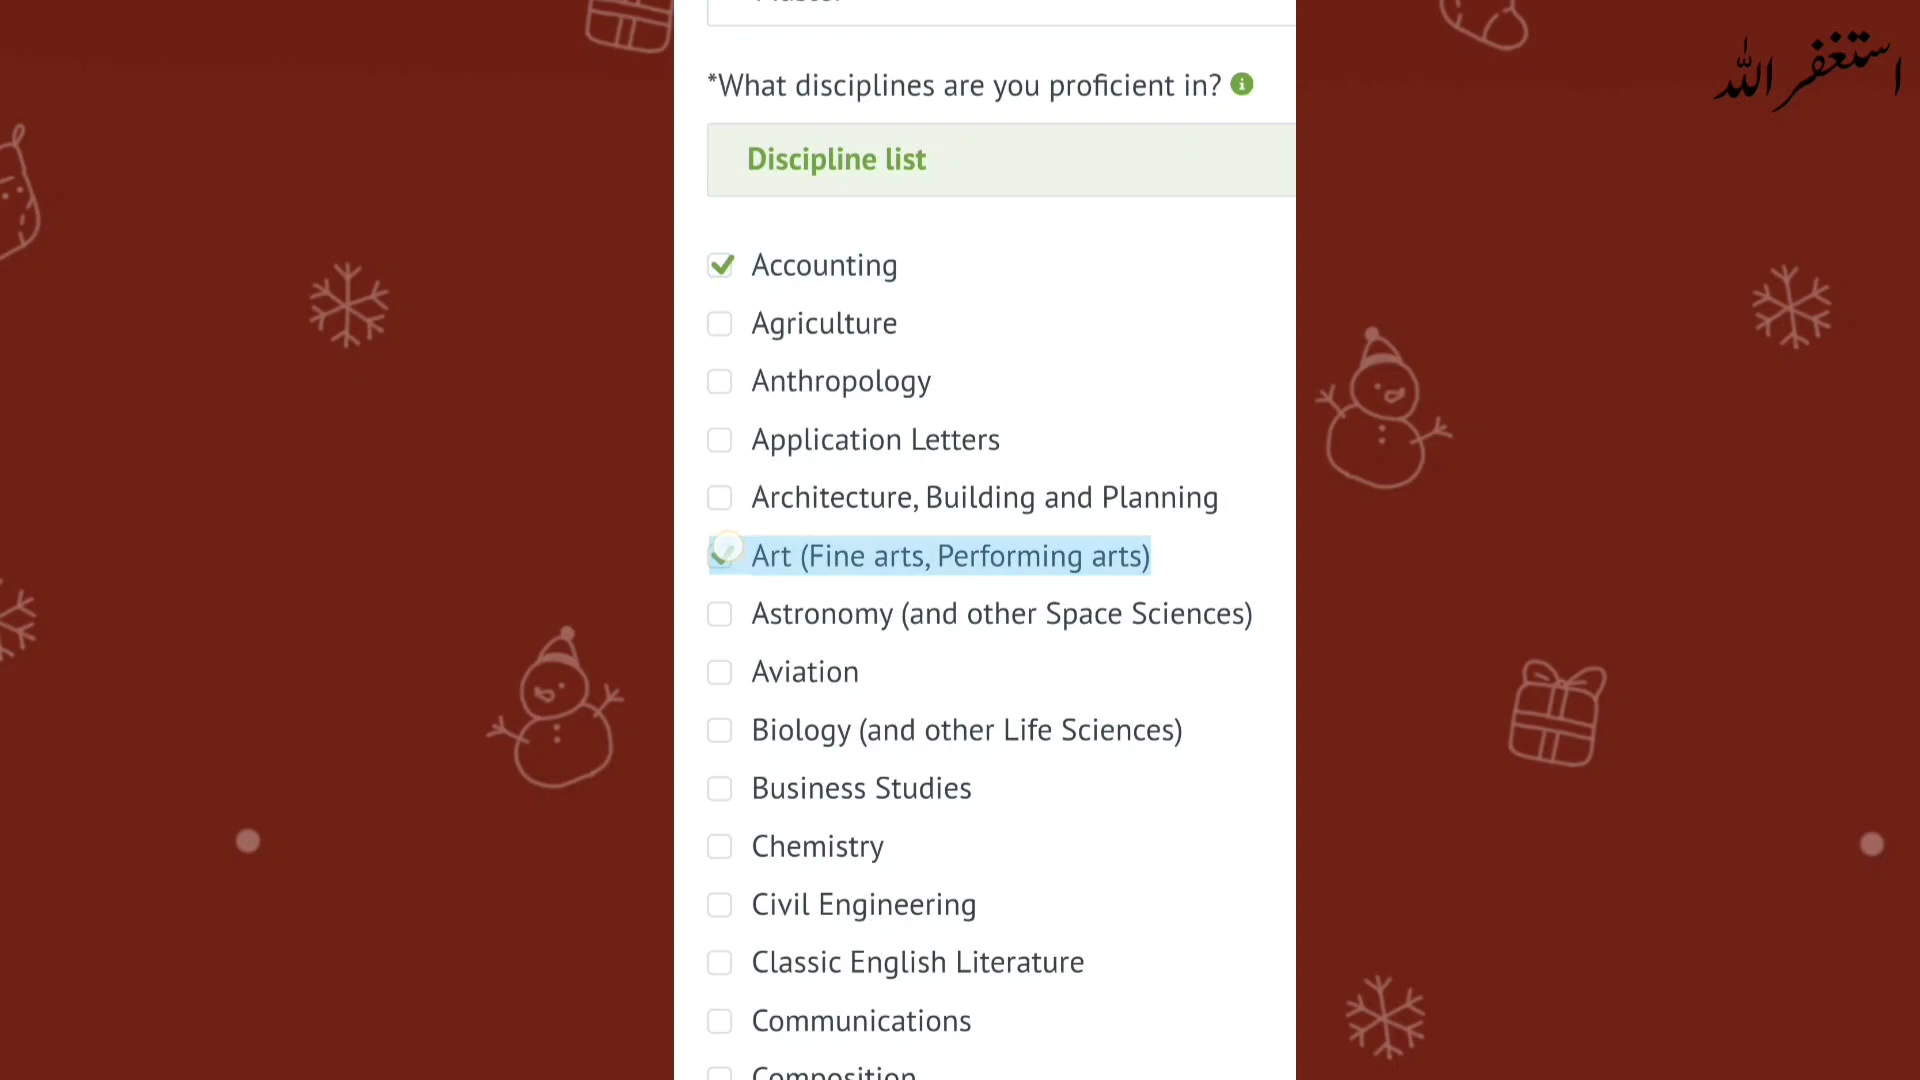 استغفر الله
*What disciplines are you proficient in?
Discipline list
Accounting
Agriculture
Anthropology
Application Letters
Architecture, Building and Planning
Art (Fine arts, Performing arts)
Astronomy (and other Space Sciences)
Aviation
Biology (and other Life Sciences)
Business Studies
Chemistry
Civil Engineering
Classic English Literature
Communications
Composition